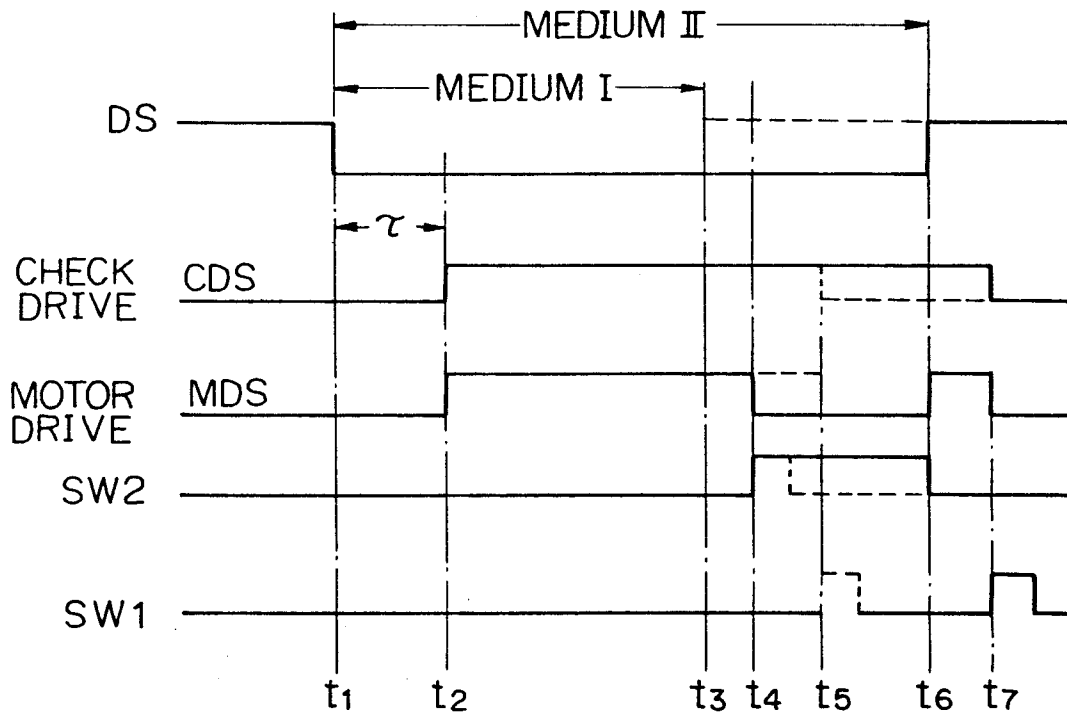 MEDIUM II
MEDIUM I
DS
τ
CHECK
DRIVE
CDS
MOTOR
DRIVE
MDS
SW2
SW1
t1 t2 t3 t4 t5 t6 t7